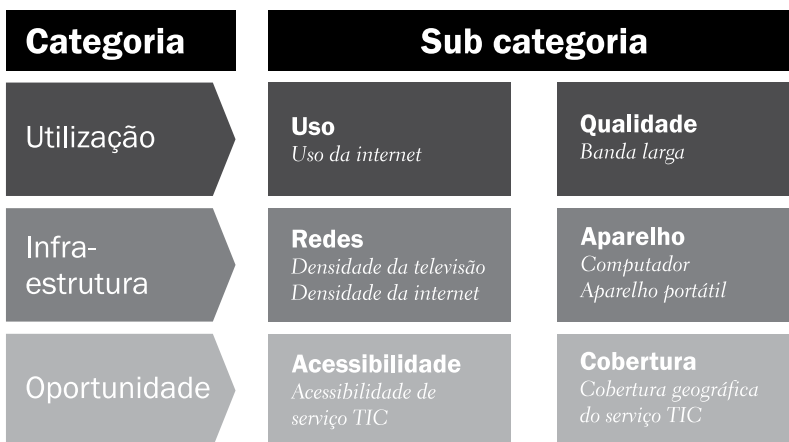 Categoria
Sub categoria
Utilização
Uso
Uso da internet
Qualidade
Banda larga
Infra-
estrutura
Redes
Densidade da televisão
Densidade da internet
Aparelho
Computador
Aparelho portátil
Oportunidade
Acessibilidade
Acessibilidade de
serviço TIC
Cobertura
Cobertura geográfica
do serviço TIC